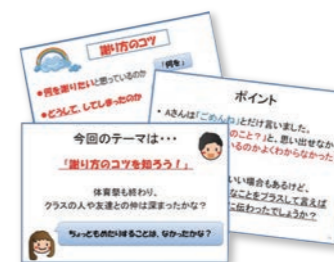 謝り方のコツ
「何を」
●何を謝りたいと思っているのか
●どうして、してしまったのか
ポイント
・Aさんは「ごめんね」とだけ言いました。
のこと?」と、思い出せなか
いるのかよくわからなかった
いい場合もあるけど、
なことをプラスして言えば
に伝わったでしょうか?
今回のテーマは・・・
「謝り方のコツを知ろう!」
体育祭も終わり、
クラスの人や友達との仲は深まったかな?
ちょっともめたりすることは、なかったかな?